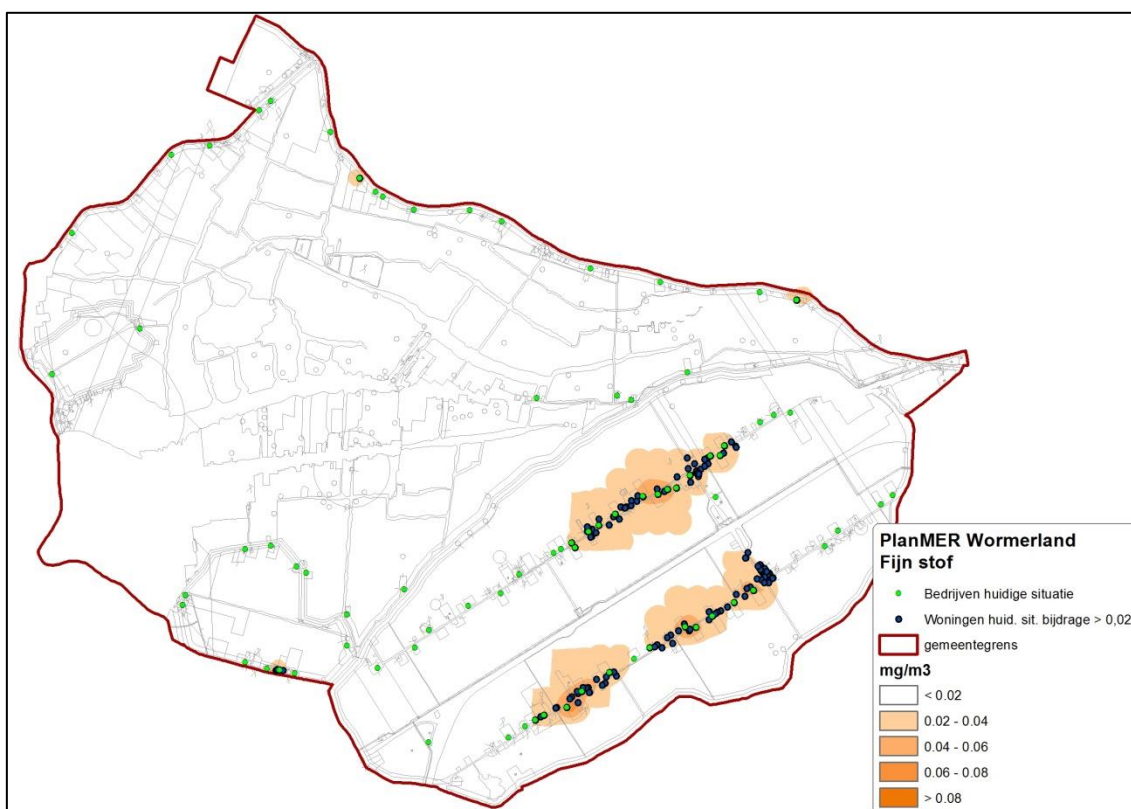 PlanMER Wormerland
Fijn stof
Bedrijven huidige situatie
Woningen huid. sit. bijdrage > 0,02
gemeentegrens
mg/m3
< 0.02
0.02 - 0.04
0.04 - 0.06
0.06 - 0.08
> 0.08